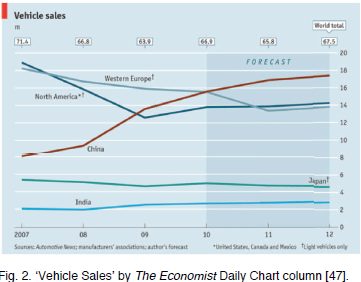 Vehicle sales
m
World total
71.4 66.8 63.9 66.9 65.8 67.5
20
FORECAST
18
Western Europe†
16
North America*†
14
12
10
China
8
6
Japan†
4
India
2
0
2007 08 09 10 11 12
Sources: Automotive News; manufacturers' associations; author's forecast *United States, Canada and Mexico †Light vehicles only
Fig. 2. ‘Vehicle Sales’ by The Economist Daily Chart column [47].